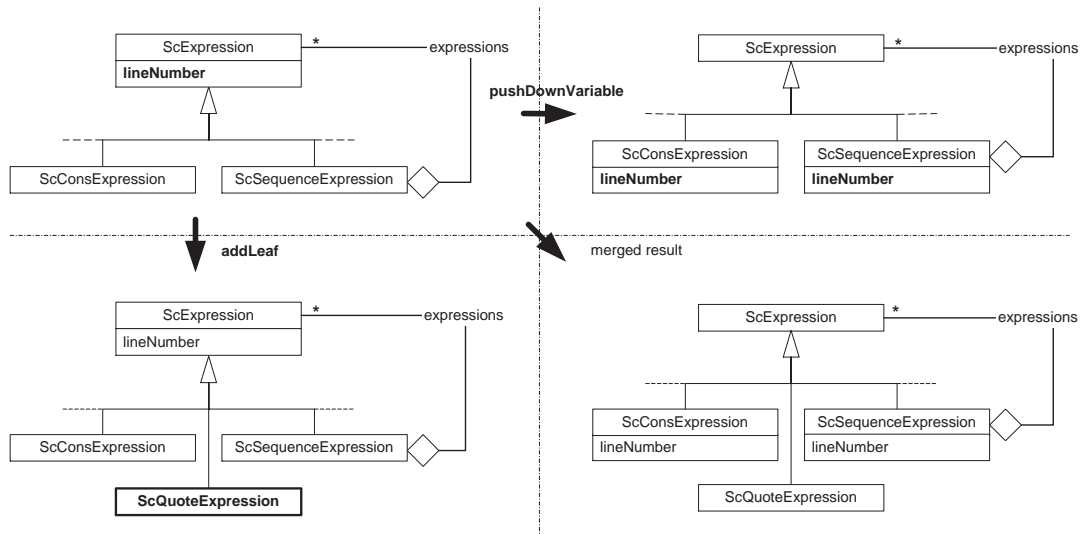 ScExpression
*
expressions
lineNumber
ScConsExpression
ScSequenceExpression
pushDownVariable
ScExpression
*
expressions
ScConsExpression
lineNumber
ScSequenceExpression
lineNumber
addLeaf
merged result
ScExpression
*
expressions
lineNumber
ScConsExpression
ScSequenceExpression
ScQuoteExpression
ScExpression
*
expressions
ScConsExpression
lineNumber
ScSequenceExpression
lineNumber
ScQuoteExpression